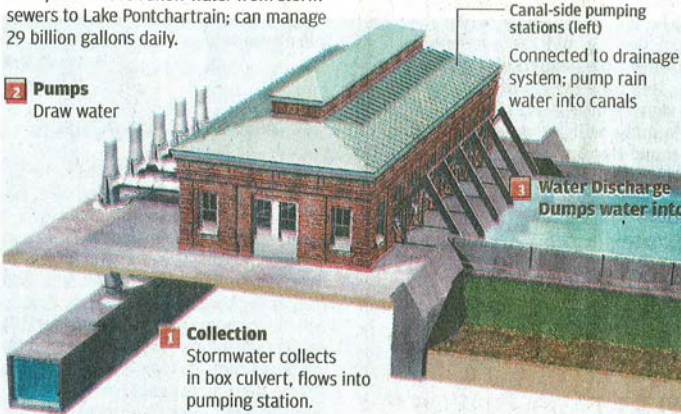 sewers to Lake Pontchartrain; can manage
29 billion gallons daily.
Canal-side pumping
stations (left)
Connected to drainage
system; pump rain
water into canals
2 Pumps
Draw water
3 Water Discharge
Dumps water into
1 Collection
Stormwater collects
in box culvert, flows into
pumping station.